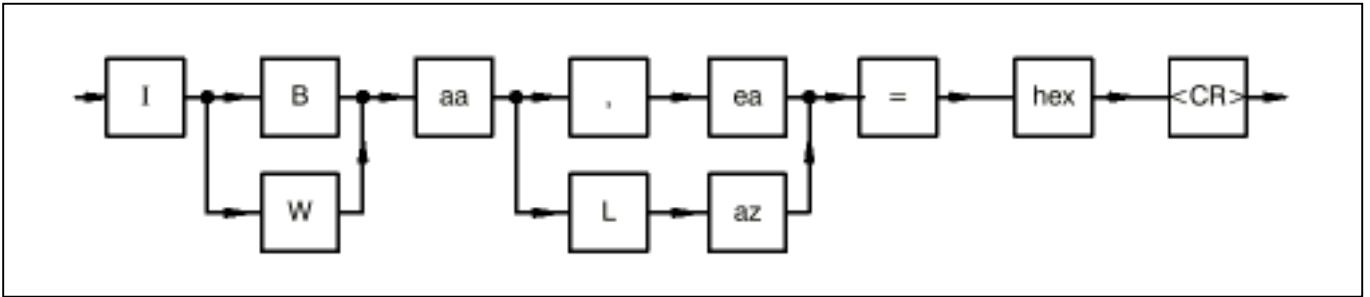 I B aa , ea = hex <CR>
W L az